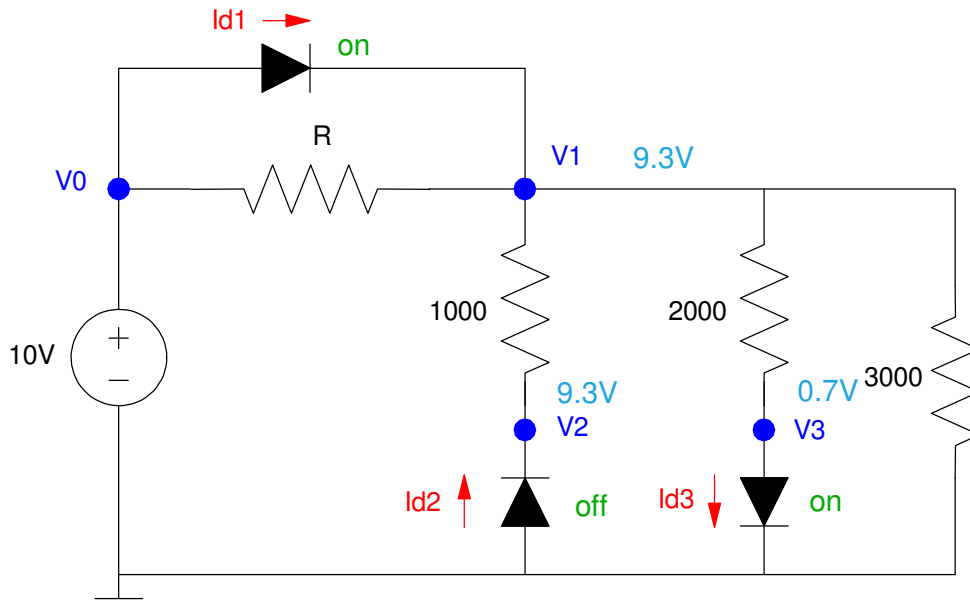 Id1
on
R
V0
V1
9.3V
10V
+
−
1000
2000
3000
9.3V
0.7V
V2
V3
Id2
off
Id3
on